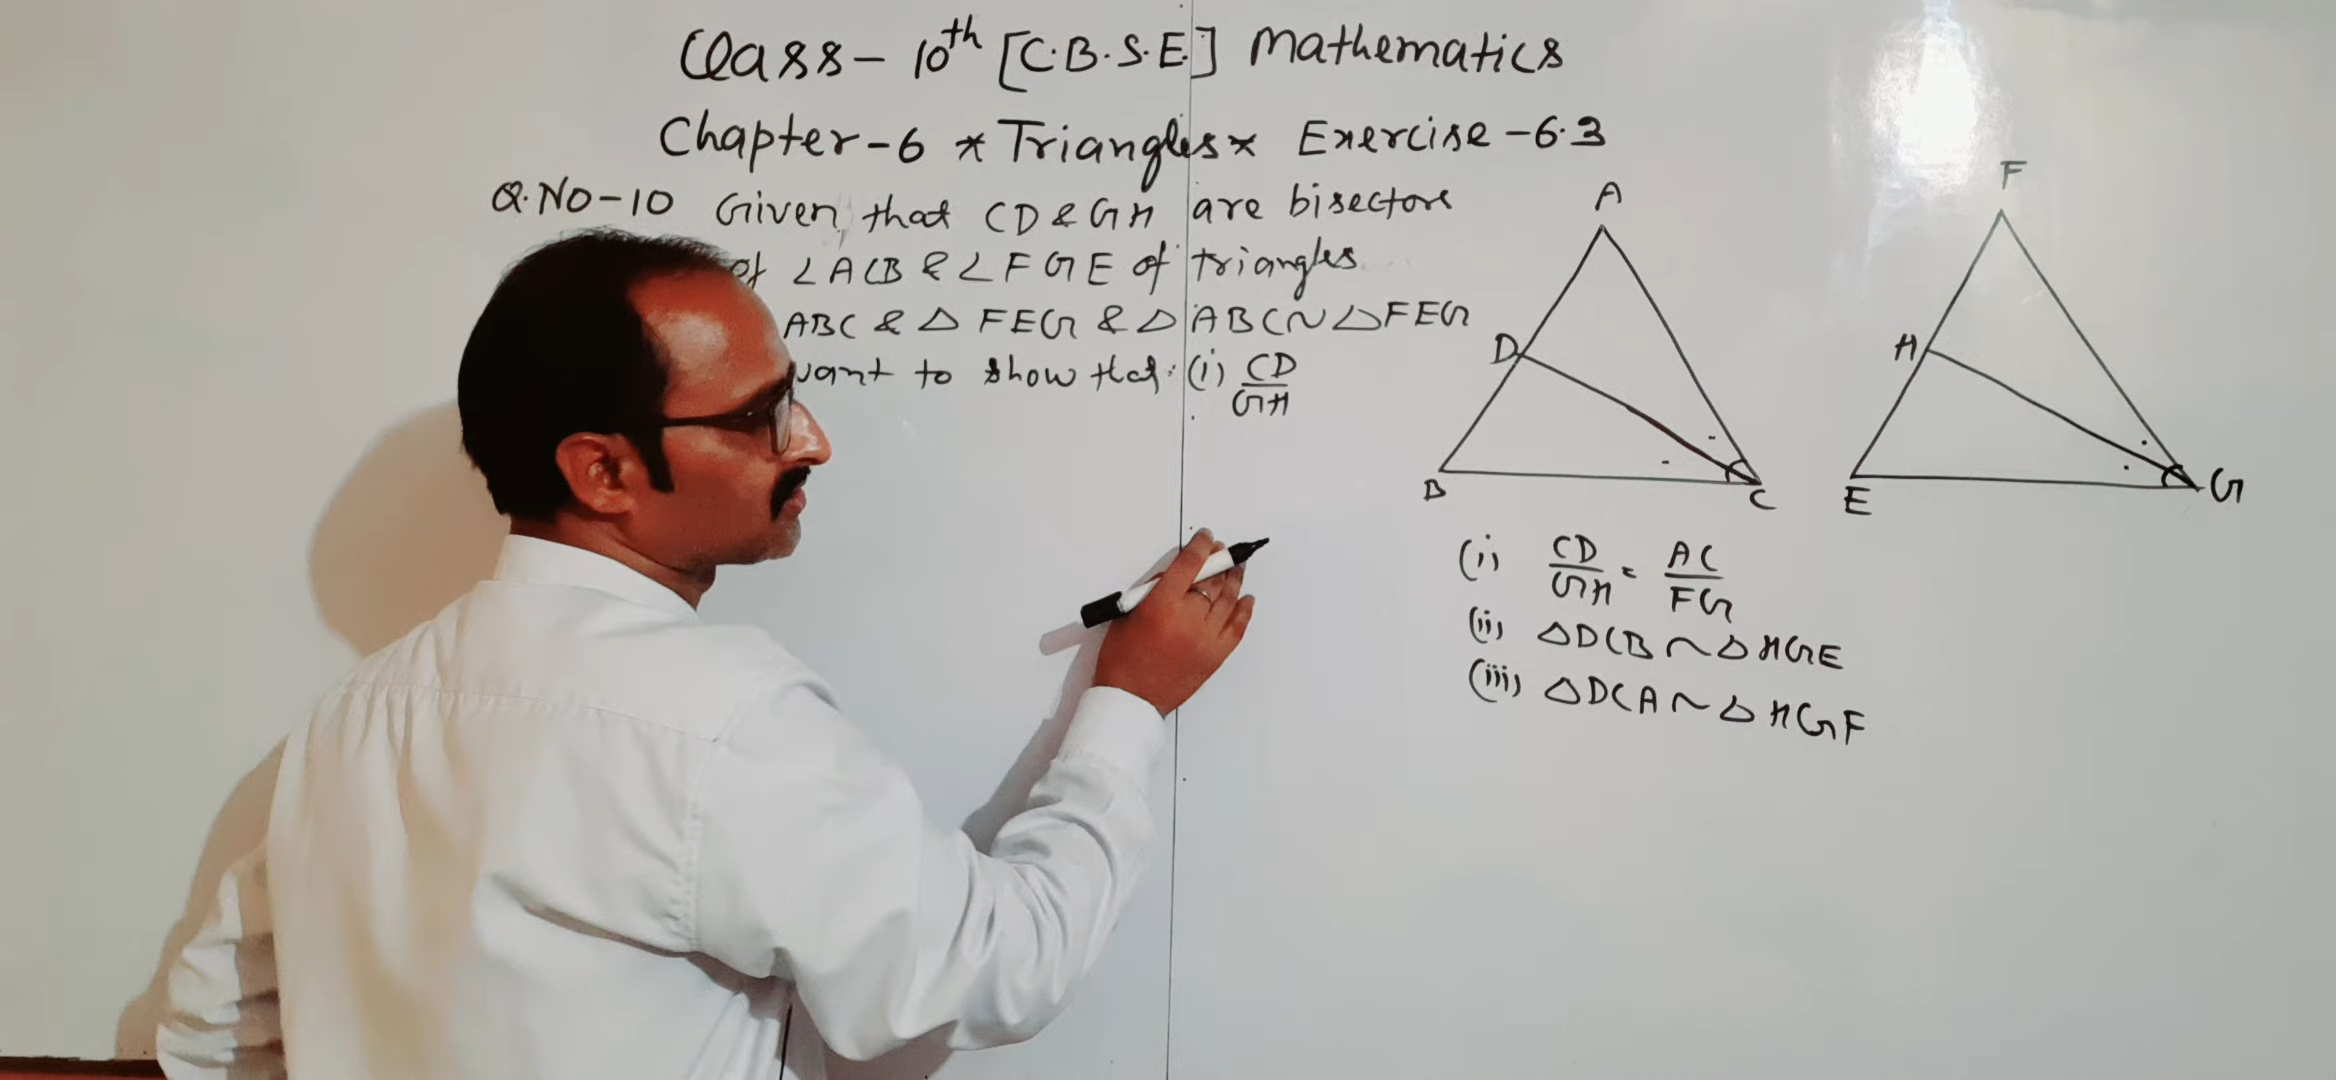 Class - 10th [C.B.S.E.] Mathematics
Chapter - 6 * Triangles * Exercise - 6.3
Q.NO - 10 Given that CD & GH are bisectors
of ∠ACB & ∠FGE of triangles
ABC & △ FEG & △ ABC ~ △FEG
want to show that (i) CD/GH
A
D
B
C
F
H
E
G
(i) CD/GH = AC/FG
(ii) △DCB ~ △HGE
(iii) △DCA ~ △HGF